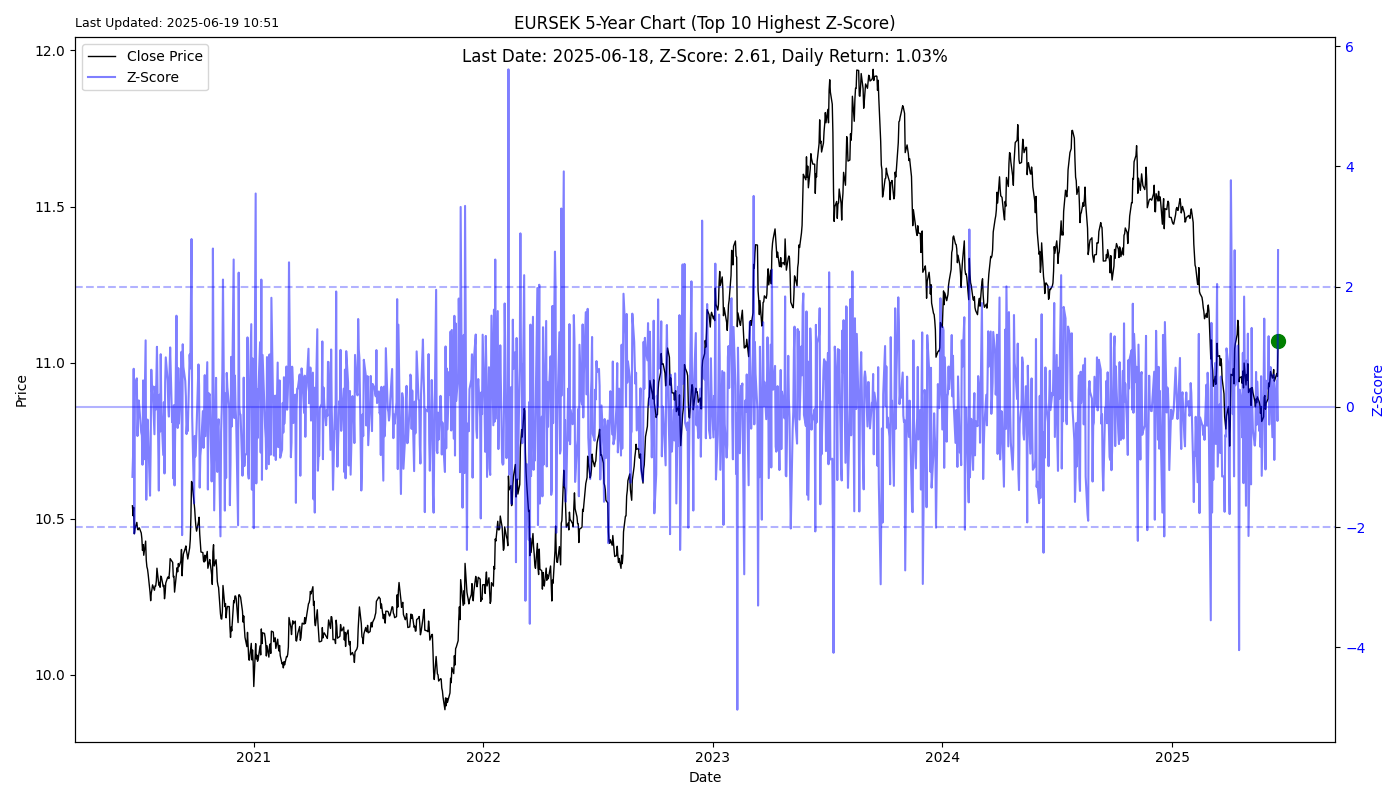 Last Updated: 2025-06-19 10:51
EURSEK 5-Year Chart (Top 10 Highest Z-Score)
Last Date: 2025-06-18, Z-Score: 2.61, Daily Return: 1.03%
Close Price
Z-Score
12.0
11.5
11.0
10.5
10.0
Price
6
4
2
0
−2
−4
Z-Score
2021
2022
2023
2024
2025
Date